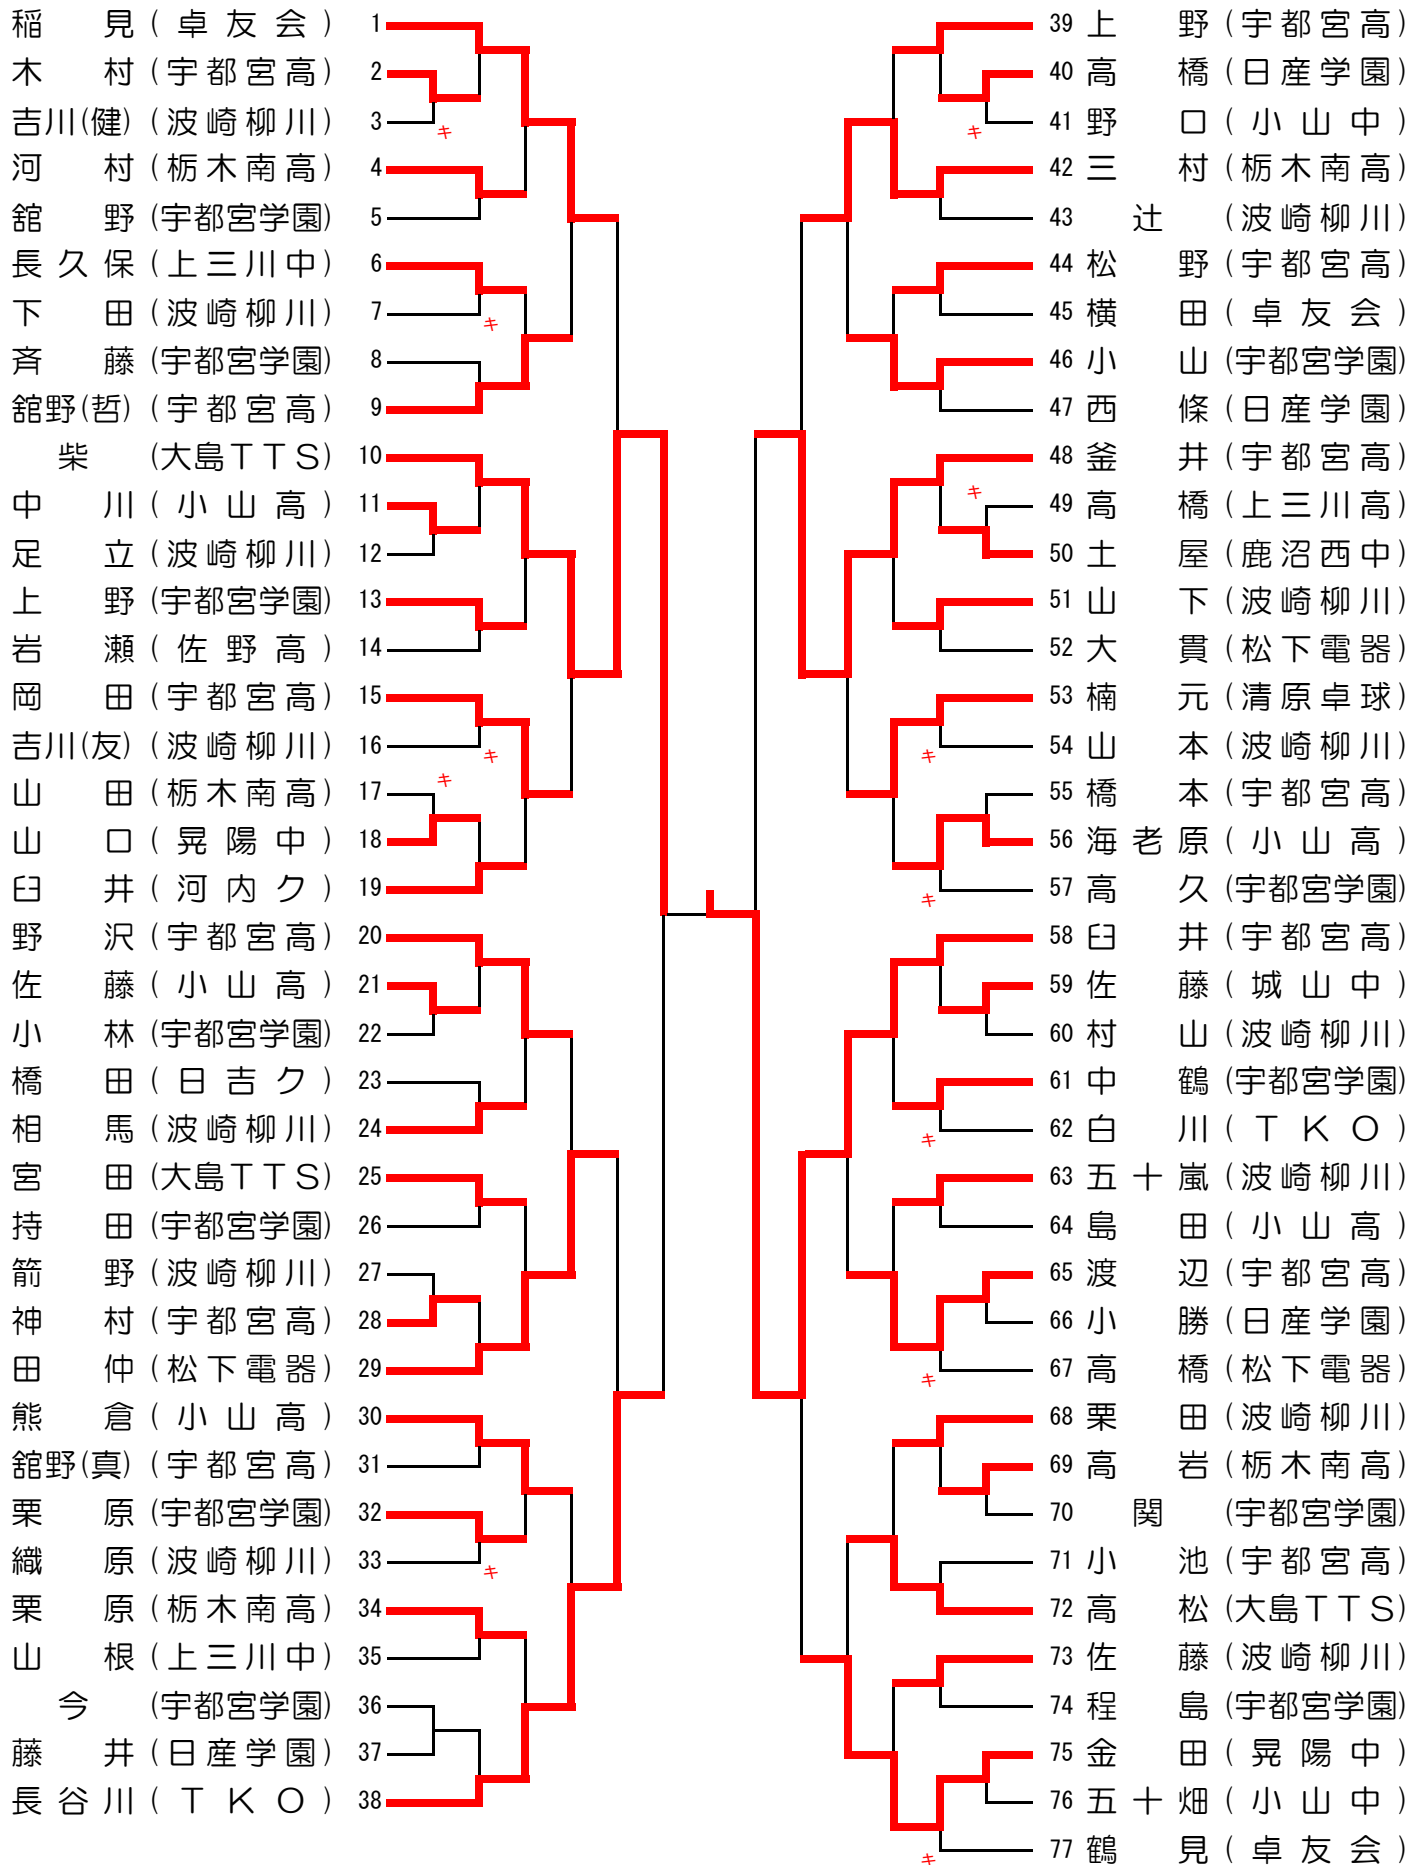 稲見(卓友会) 1
木村(宇都宮高) 2
吉川(健)(波崎柳川) 3
キ
河村(栃木南高) 4
舘野(宇都宮学園) 5
長久保(上三川中) 6
下田(波崎柳川) 7
キ
斉藤(宇都宮学園) 8
舘野(哲)(宇都宮高) 9
柴(大島TTS) 10
中川(小山高) 11
足立(波崎柳川) 12
上野(宇都宮学園) 13
岩瀬(佐野高) 14
岡田(宇都宮高) 15
吉川(友)(波崎柳川) 16
キ
キ
山田(栃木南高) 17
山口(晃陽中) 18
臼井(河内ク) 19
野沢(宇都宮高) 20
佐藤(小山高) 21
小林(宇都宮学園) 22
橋田(日吉ク) 23
相馬(波崎柳川) 24
宮田(大島TTS) 25
持田(宇都宮学園) 26
箭野(波崎柳川) 27
神村(宇都宮高) 28
田仲(松下電器) 29
熊倉(小山高) 30
舘野(真)(宇都宮高) 31
栗原(宇都宮学園) 32
織原(波崎柳川) 33
キ
栗原(栃木南高) 34
山根(上三川中) 35
今(宇都宮学園) 36
藤井(日産学園) 37
長谷川(TKO) 38
39 上野(宇都宮高)
40 高橋(日産学園)
41 野口(小山中)
キ
42 三村(栃木南高)
43 辻(波崎柳川)
44 松野(宇都宮高)
45 横田(卓友会)
46 小山(宇都宮学園)
47 西條(日産学園)
48 釜井(宇都宮高)
キ
49 高橋(上三川高)
50 土屋(鹿沼西中)
51 山下(波崎柳川)
52 大貫(松下電器)
53 楠元(清原卓球)
54 山本(波崎柳川)
キ
55 橋本(宇都宮高)
56 海老原(小山高)
57 高久(宇都宮学園)
キ
58 臼井(宇都宮高)
59 佐藤(城山中)
60 村山(波崎柳川)
61 中鶴(宇都宮学園)
62 白川(TKO)
キ
63 五十嵐(波崎柳川)
64 島田(小山高)
65 渡辺(宇都宮高)
66 小勝(日産学園)
67 高橋(松下電器)
キ
68 栗田(波崎柳川)
69 高岩(栃木南高)
70 関(宇都宮学園)
71 小池(宇都宮高)
72 高松(大島TTS)
73 佐藤(波崎柳川)
74 程島(宇都宮学園)
75 金田(晃陽中)
76 五十畑(小山中)
77 鶴見(卓友会)
キ